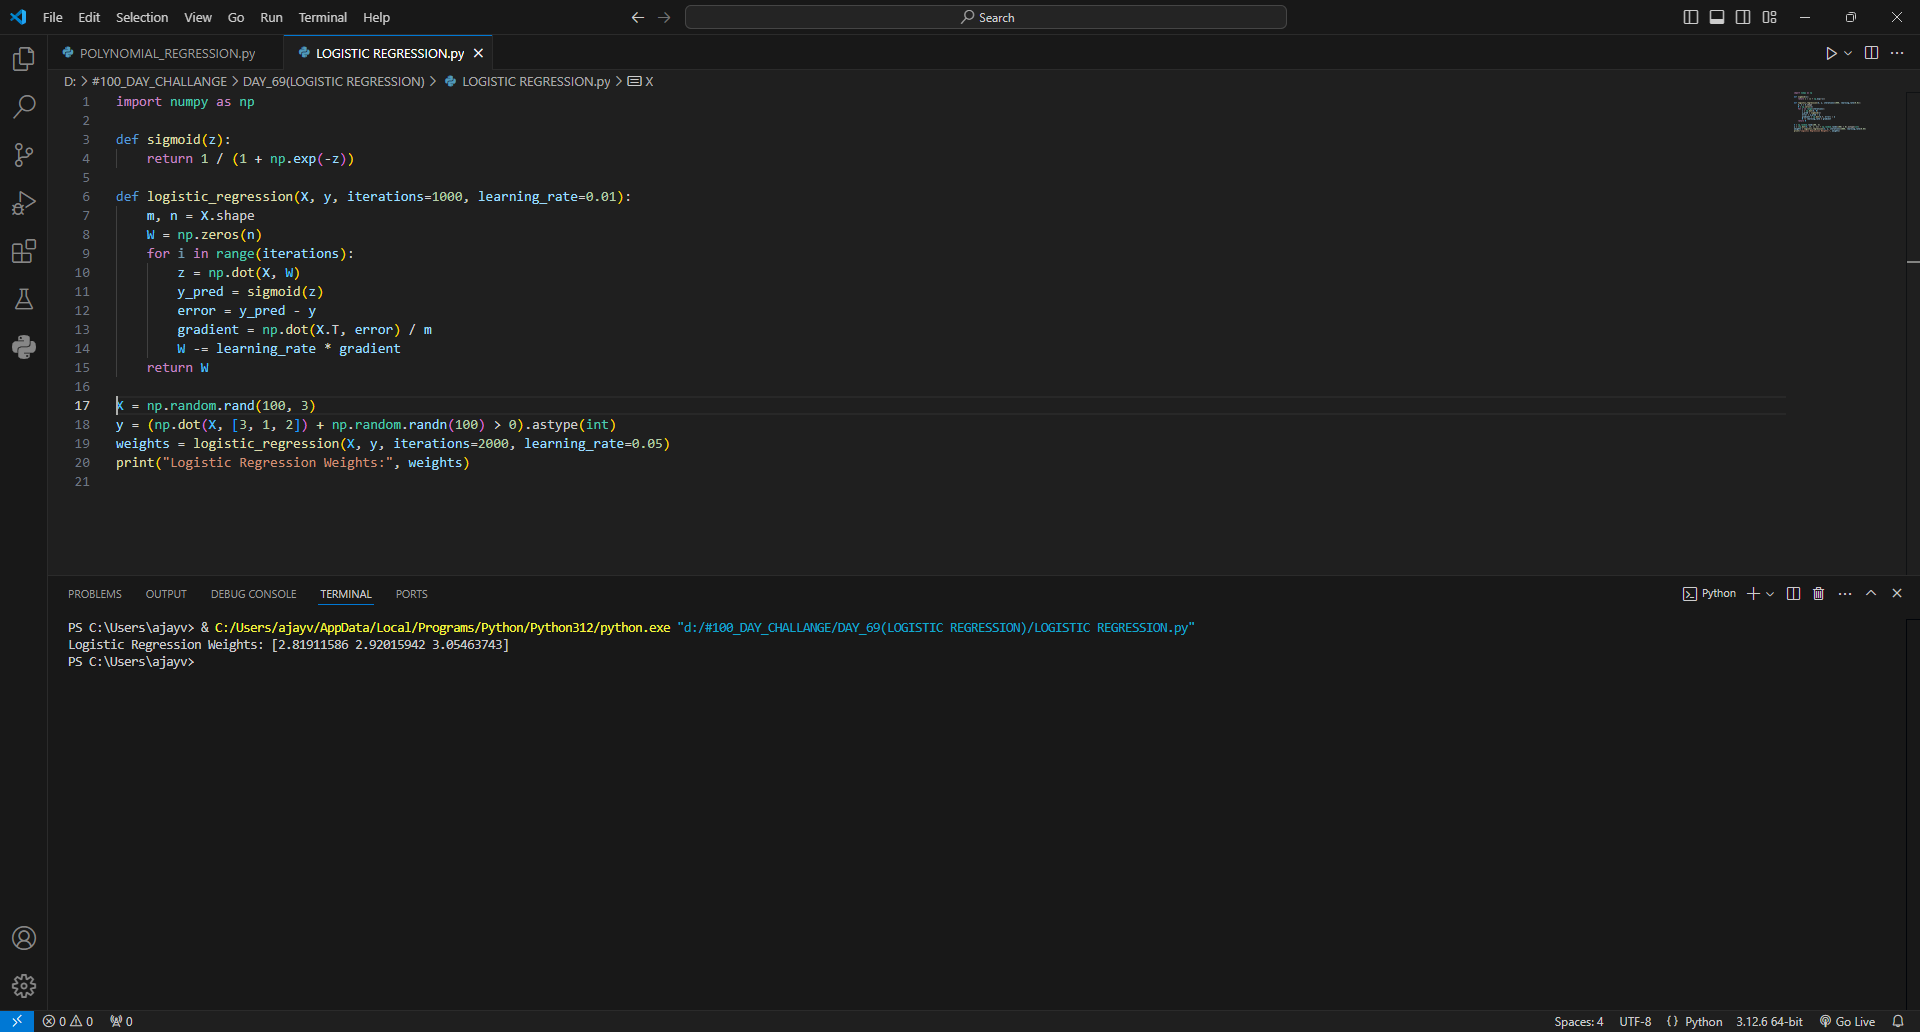 File Edit Selection View Go Run Terminal Help
Search
POLYNOMIAL_REGRESSION.py LOGISTIC REGRESSION.py
D: > #100_DAY_CHALLANGE > DAY_69(LOGISTIC REGRESSION) > LOGISTIC REGRESSION.py > X
1 import numpy as np
2
3 def sigmoid(z):
4     return 1 / (1 + np.exp(-z))
5
6 def logistic_regression(X, y, iterations=1000, learning_rate=0.01):
7     m, n = X.shape
8     W = np.zeros(n)
9     for i in range(iterations):
10         z = np.dot(X, W)
11         y_pred = sigmoid(z)
12         error = y_pred - y
13         gradient = np.dot(X.T, error) / m
14         W -= learning_rate * gradient
15     return W
16
17 X = np.random.rand(100, 3)
18 y = (np.dot(X, [3, 1, 2]) + np.random.randn(100) > 0).astype(int)
19 weights = logistic_regression(X, y, iterations=2000, learning_rate=0.05)
20 print("Logistic Regression Weights:", weights)
21
PROBLEMS OUTPUT DEBUG CONSOLE TERMINAL PORTS
Python
PS C:\Users\ajayv> & C:/Users/ajayv/AppData/Local/Programs/Python/Python312/python.exe "d:/#100_DAY_CHALLANGE/DAY_69(LOGISTIC REGRESSION)/LOGISTIC REGRESSION.py"
Logistic Regression Weights: [2.81911586 2.92015942 3.05463743]
PS C:\Users\ajayv>
0 0 0
Spaces: 4 UTF-8 {} Python 3.12.6 64-bit Go Live